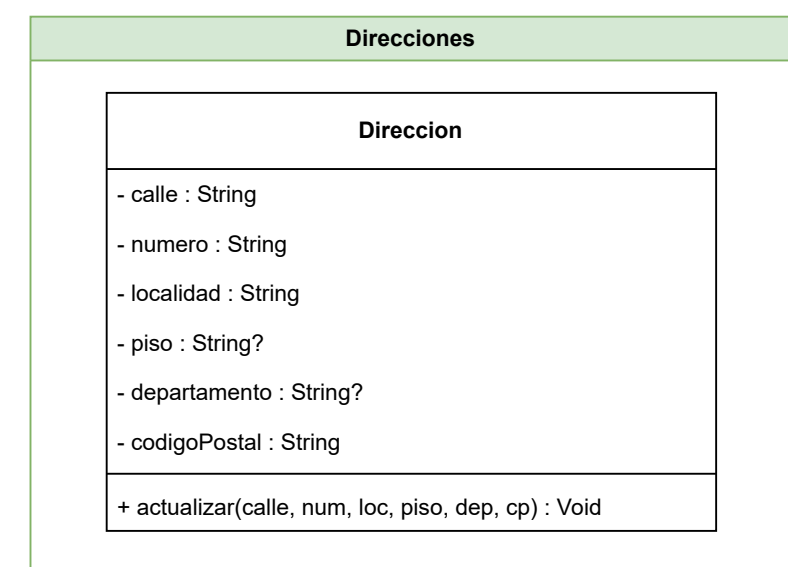 Direcciones
Direccion
- calle : String
- numero : String
- localidad : String
- piso : String?
- departamento : String?
- codigoPostal : String
+ actualizar(calle, num, loc, piso, dep, cp) : Void